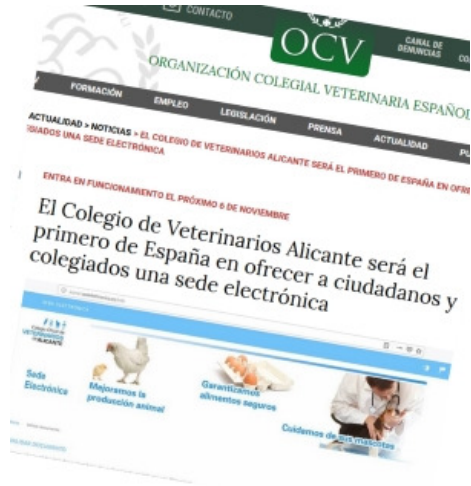 CONTACTO
OCV
CANAL DE
DENUNCIAS
ORGANIZACIÓN COLEGIAL VETERINARIA ESPAÑOL
FORMACIÓN EMPLEO LEGISLACIÓN PRENSA ACTUALIDAD
ACTUALIDAD > NOTICIAS > EL COLEGIO DE VETERINARIOS ALICANTE SERÁ EL PRIMERO DE ESPAÑA EN OFRE
EGIADOS UNA SEDE ELECTRÓNICA
ENTRA EN FUNCIONAMIENTO EL PRÓXIMO 6 DE NOVIEMBRE
El Colegio de Veterinarios Alicante será el
primero de España en ofrecer a ciudadanos y
colegiados una sede electrónica
VETERINARIOS
DE ALICANTE
Sede
Electrónica
Mejoramos la
producción animal
Garantizamos
alimentos seguros
Cuidamos de sus mascotas